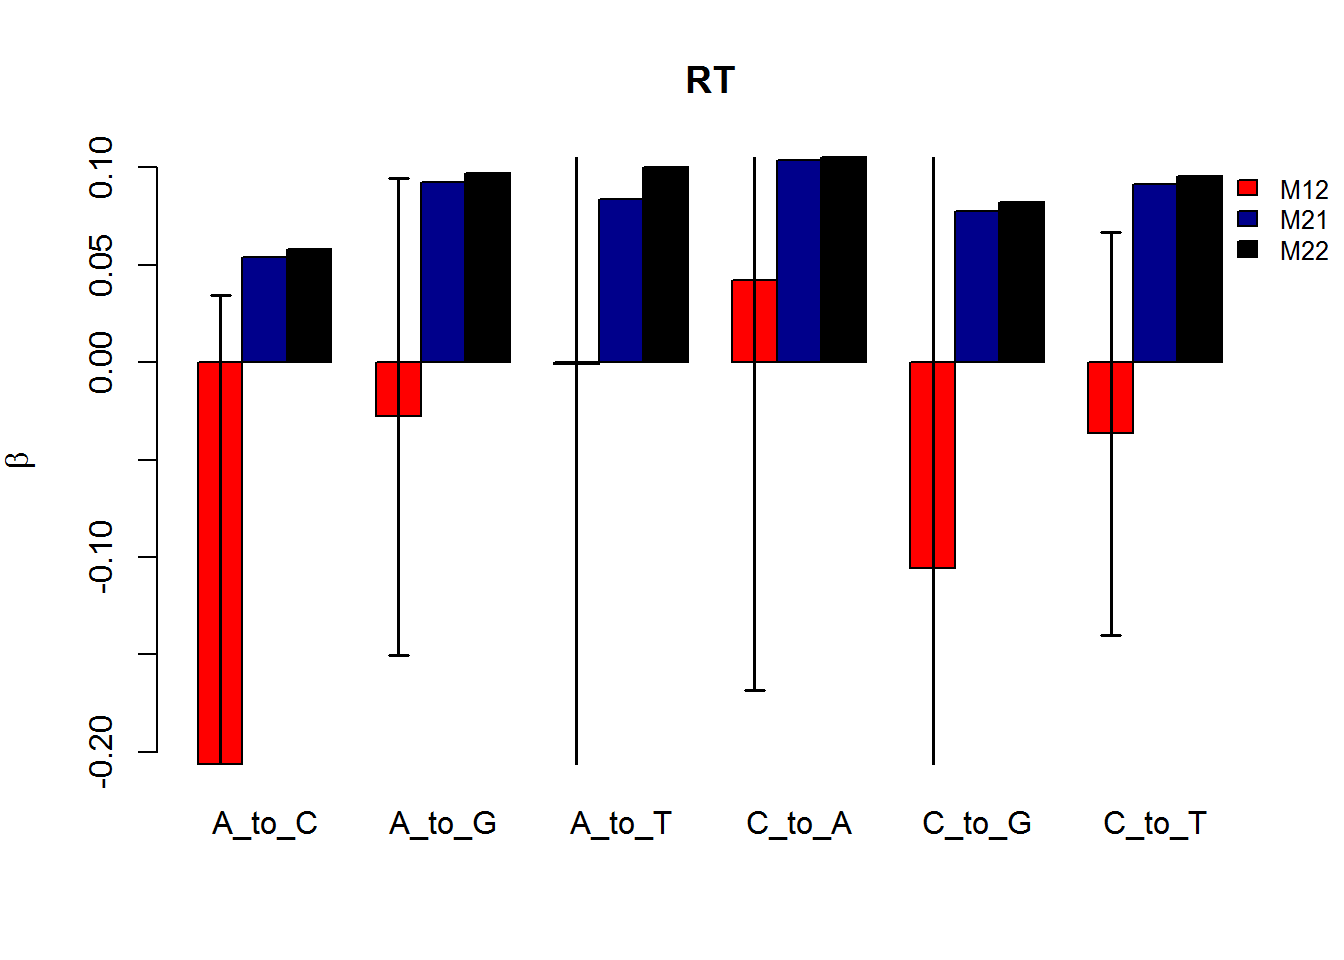 RT
0.10
0.05
0.00
-0.10
-0.20
β
M12
M21
M22
A_to_C A_to_G A_to_T C_to_A C_to_G C_to_T